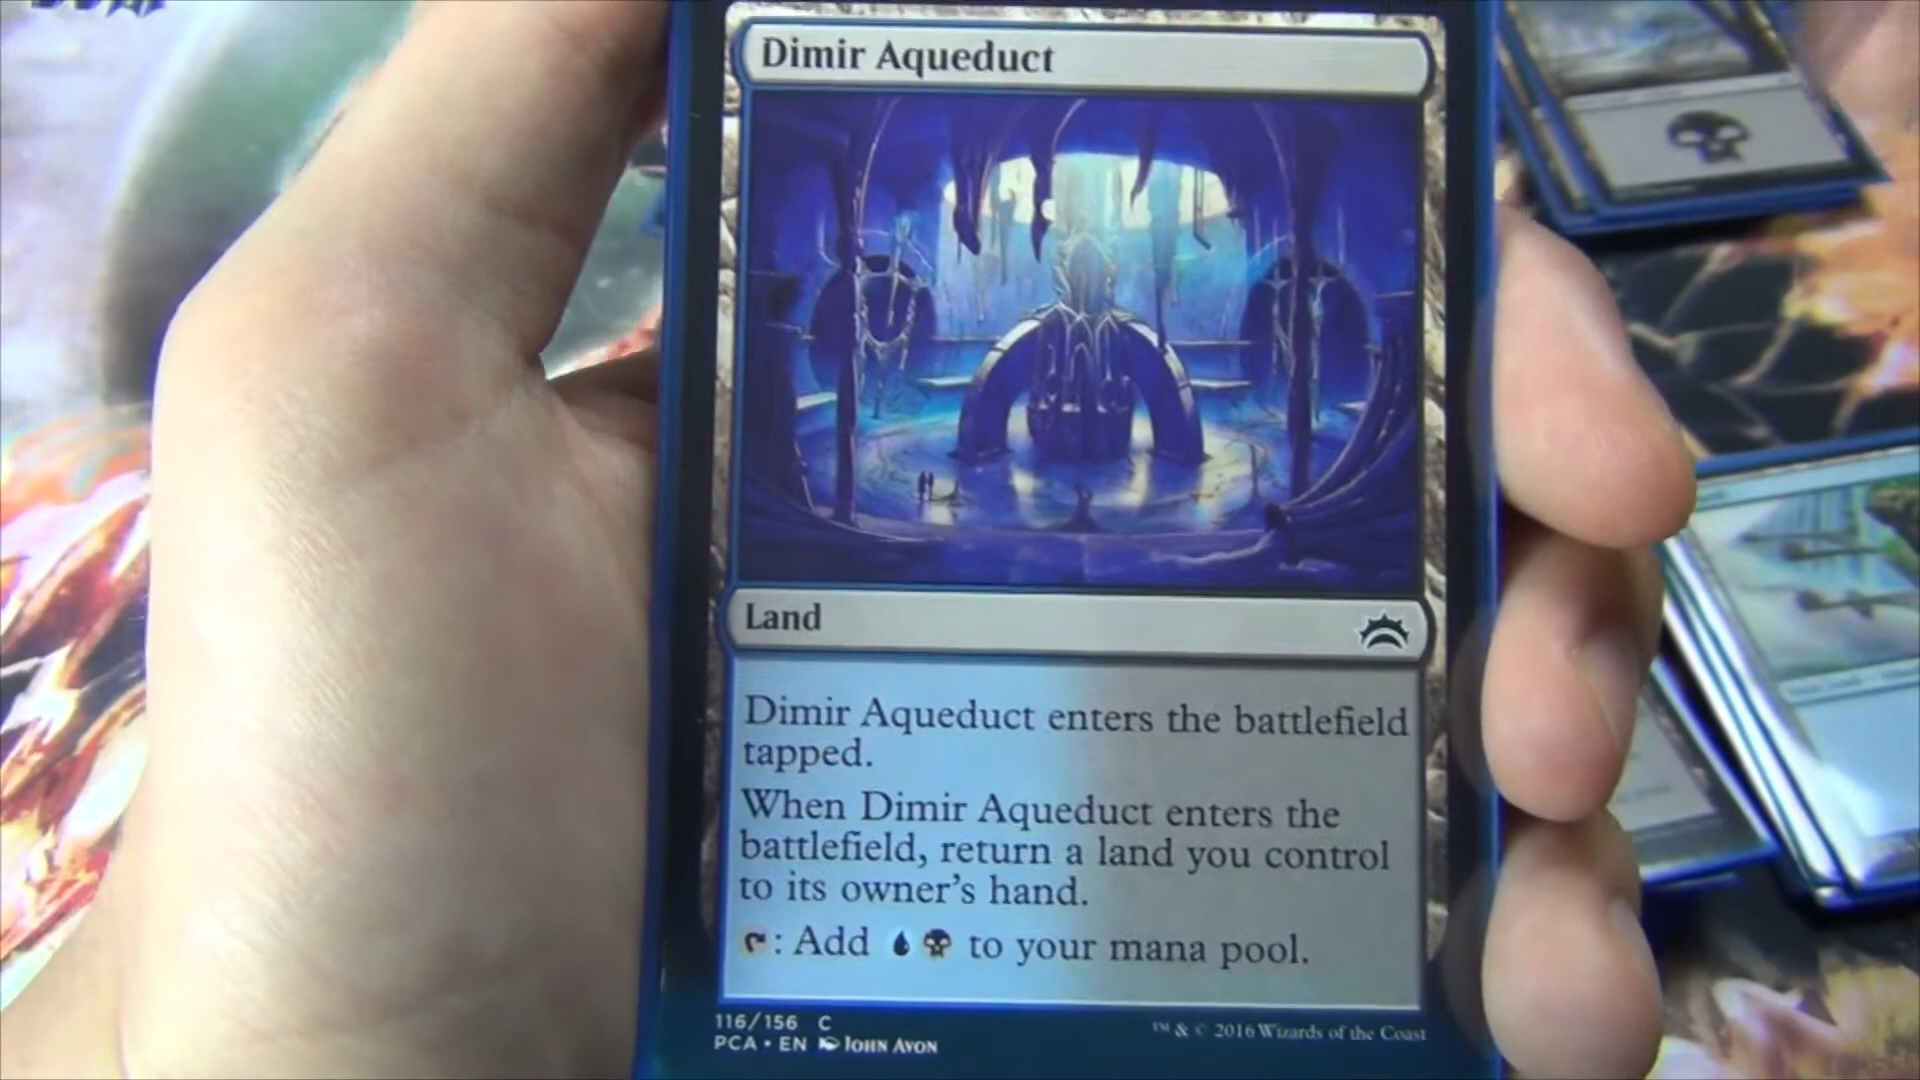 Dimir Aqueduct
Land
Dimir Aqueduct enters the battlefield
tapped.
When Dimir Aqueduct enters the
battlefield, return a land you control
to its owner's hand.
: Add to your mana pool.
116/156 C
PCA • EN JOHN AVON
™ & © 2016 Wizards of the Coast